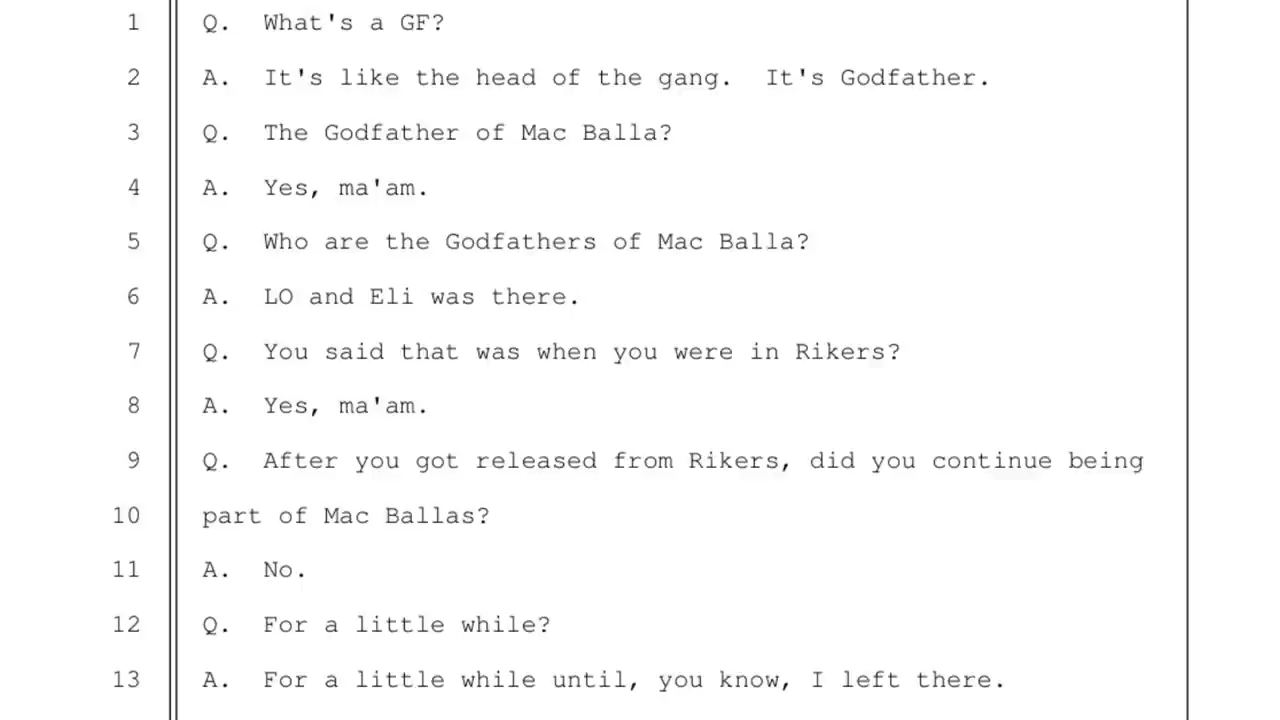 1 Q. What's a GF?
2 A. It's like the head of the gang. It's Godfather.
3 Q. The Godfather of Mac Balla?
4 A. Yes, ma'am.
5 Q. Who are the Godfathers of Mac Balla?
6 A. LO and Eli was there.
7 Q. You said that was when you were in Rikers?
8 A. Yes, ma'am.
9 Q. After you got released from Rikers, did you continue being
10 part of Mac Ballas?
11 A. No.
12 Q. For a little while?
13 A. For a little while until, you know, I left there.